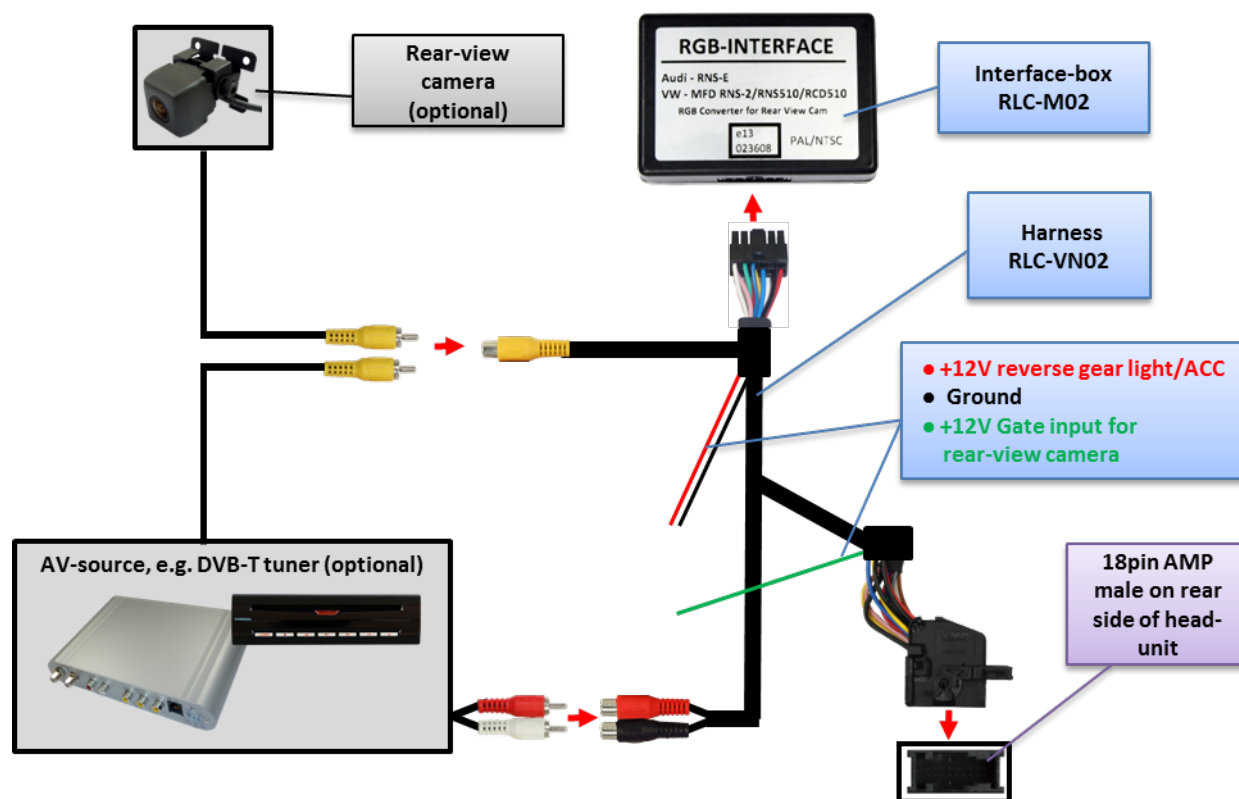 Rear-view
camera
(optional)
RGB-INTERFACE
Audi - RNS-E
VW - MFD RNS-2/RNS510/RCD510
RGB Converter for Rear View Cam
e13
023608
PAL/NTSC
Interface-box
RLC-M02
Harness
RLC-VN02
● +12V reverse gear light/ACC
● Ground
● +12V Gate input for
rear-view camera
AV-source, e.g. DVB-T tuner (optional)
18pin AMP
male on rear
side of head-
unit